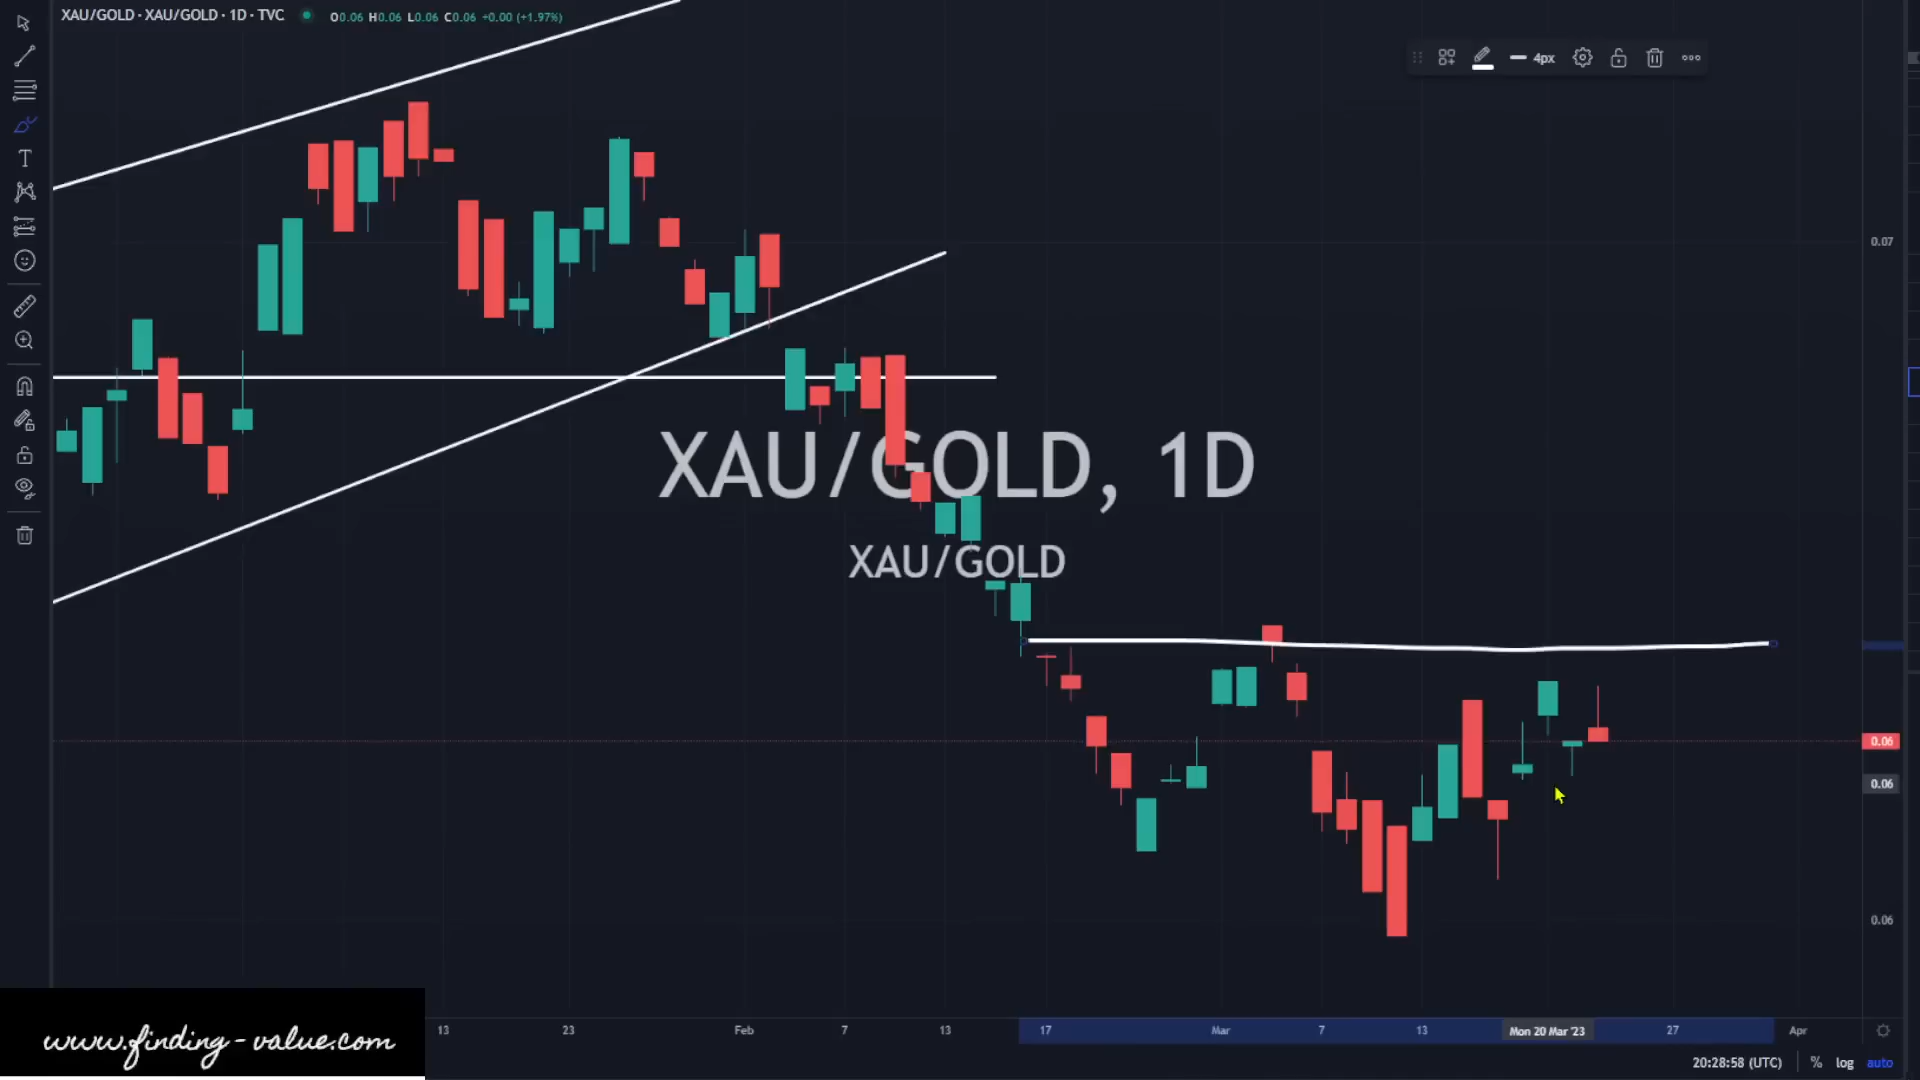 XAU/GOLD · XAU/GOLD · 1D · TVC O0.06 H0.06 L0.06 C0.06 +0.00 (+1.97%)
4px
0.07
XAU/GOLD, 1D
XAU/GOLD
0.06
0.06
0.06
13 23 Feb 7 13 17 Mar 7 13 Mon 20 Mar '23 27 Apr
www.finding-value.com
20:28:58 (UTC) % log auto